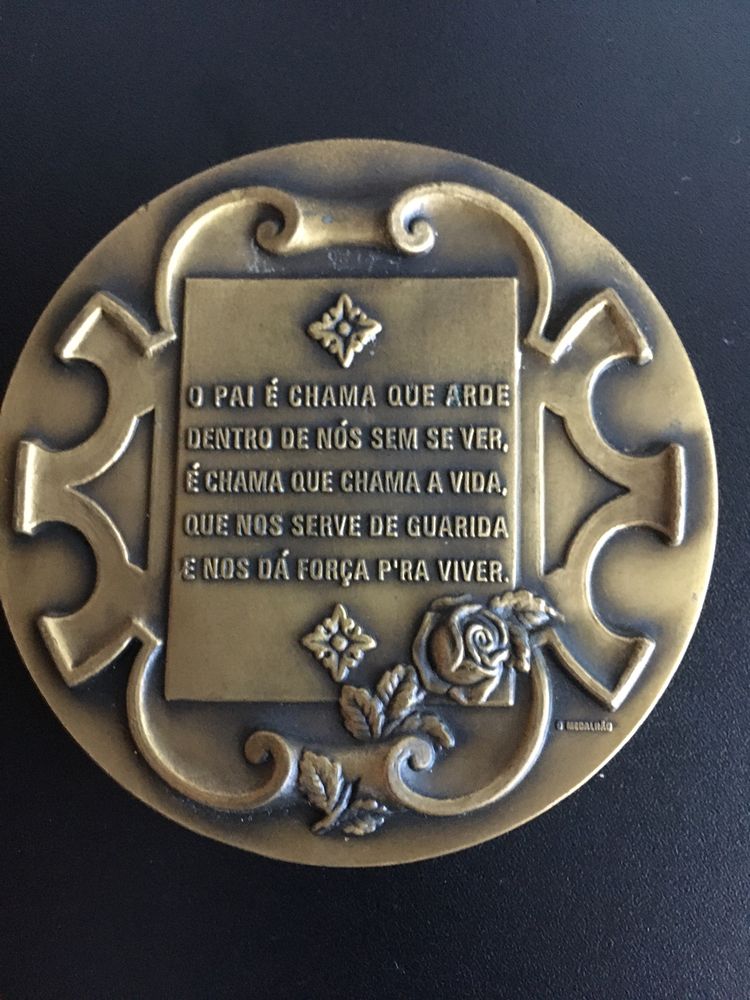 O PAI É CHAMA QUE ARDE
DENTRO DE NÓS SEM SE VER,
É CHAMA QUE CHAMA A VIDA,
QUE NOS SERVE DE GUARIDA
E NOS DÁ FORÇA P'RA VIVER.
O MEDALHÃO